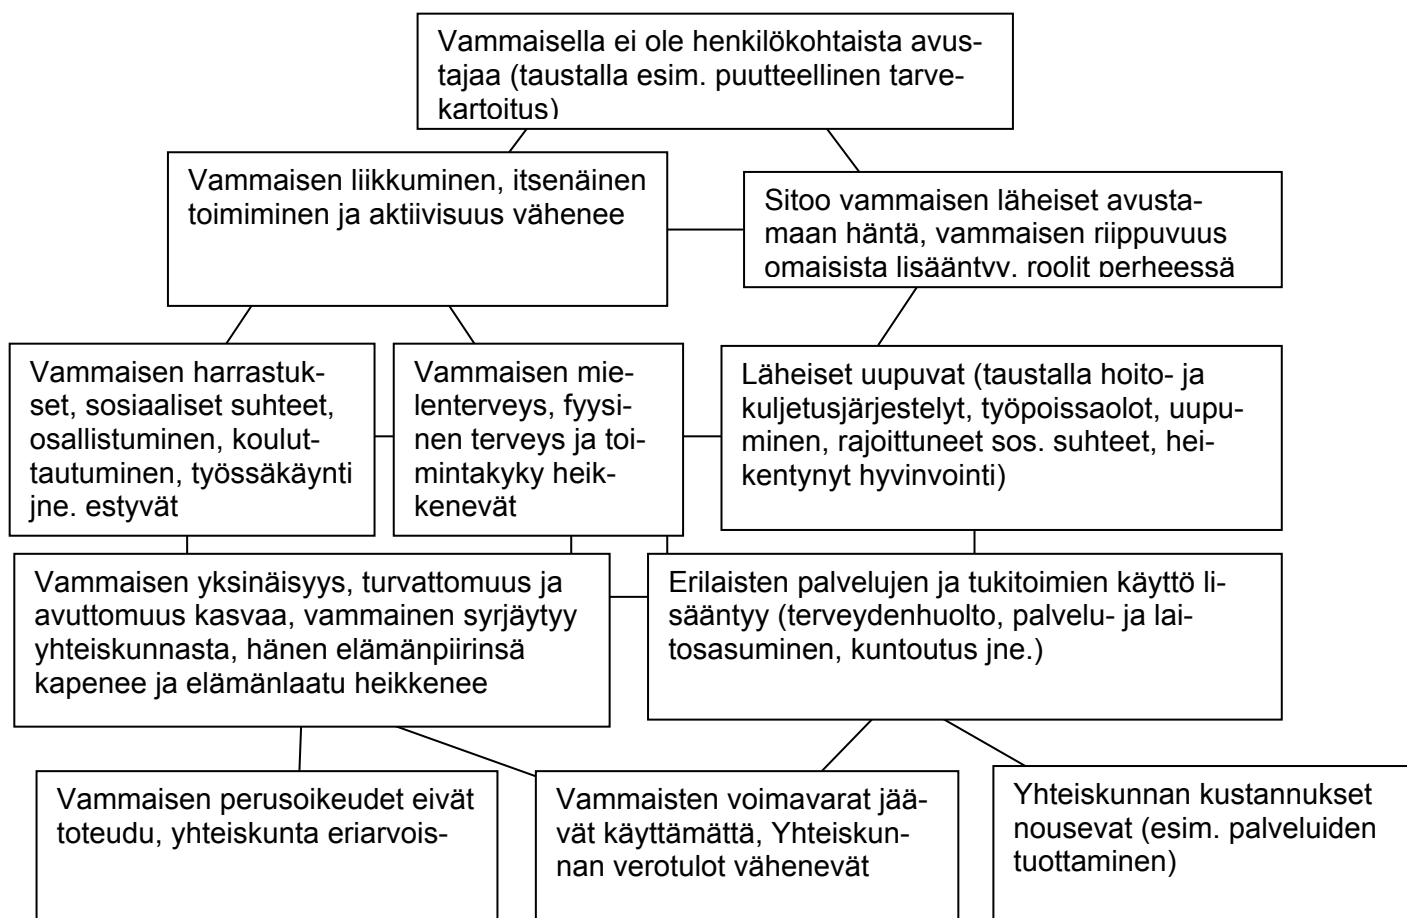 Vammaisella ei ole henkilökohtaista avus-
tajaa (taustalla esim. puutteellinen tarve-
kartoitus)
Vammaisen liikkuminen, itsenäinen
toimiminen ja aktiivisuus vähenee
Sitoo vammaisen läheiset avusta-
maan häntä, vammaisen riippuvuus
omaisista lisääntyy, roolit perheessä
Vammaisen harrastuk-
set, sosiaaliset suhteet,
osallistuminen, koulut-
tautuminen, työssäkäynti
jne. estyvät
Vammaisen mie-
lenterveys, fyysi-
nen terveys ja toi-
mintakyky heik-
kenevät
Läheiset uupuvat (taustalla hoito- ja
kuljetusjärjestelyt, työpoissaolot, uupu-
minen, rajoittuneet sos. suhteet, hei-
kentynyt hyvinvointi)
Vammaisen yksinäisyys, turvattomuus ja
avuttomuus kasvaa, vammainen syrjäytyy
yhteiskunnasta, hänen elämänpiirinsä
kapenee ja elämänlaatu heikkenee
Erilaisten palvelujen ja tukitoimien käyttö li-
sääntyy (terveydenhuolto, palvelu- ja lai-
tosasuminen, kuntoutus jne.)
Vammaisen perusoikeudet eivät
toteudu, yhteiskunta eriarvois-
Vammaisten voimavarat jää-
vät käyttämättä, Yhteiskun-
nan verotulot vähenevät
Yhteiskunnan kustannukset
nousevat (esim. palveluiden
tuottaminen)